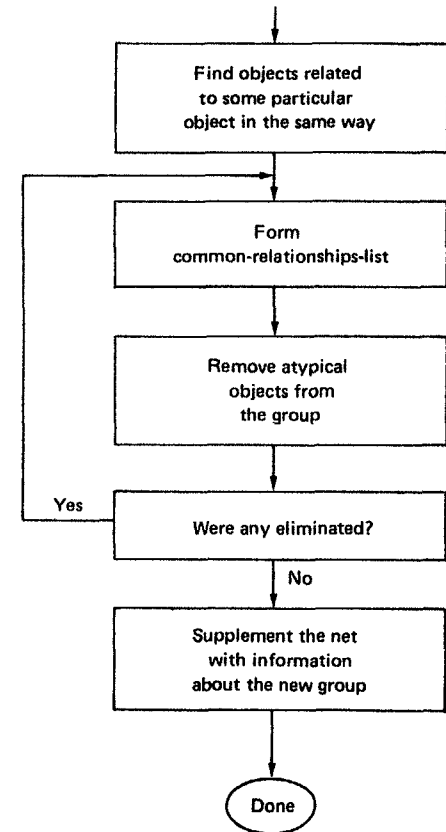 Find objects related
to some particular
object in the same way
Form
common-relationships-list
Remove atypical
objects from
the group
Yes
Were any eliminated?
No
Supplement the net
with information
about the new group
Done